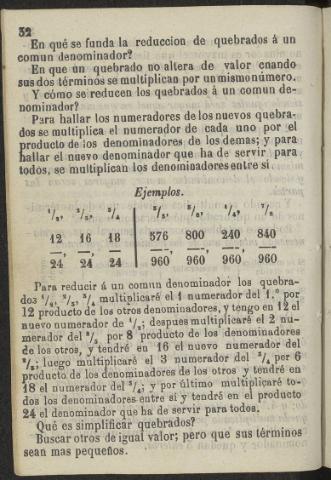 32
En qué se funda la reduccion de quebrados á un
comun denominador?
En que un quebrado no altera de valor cnando
sus dos términos se multiplican por un mismo número.
Y cómo se reducen los quebrados á un comun de-
nominador?
Para hallar los numeradores de los nuevos quebra-
dos se multiplica el numerador de cada uno por el
producto de los denominadores de los demas; y para
hallar el nuevo denominador que ha de servir para
todos, se multiplican los denominadores entre sí
Ejemplos.
1/2, 2/3, 3/4 3/5, 5/6, 1/4, 7/8
12 16 18 576 800 240 840
—, —, — —, —, —, —
24 24 24 960 960 960 960
Para reducir á un comun denominador los quebra-
dos 1/2, 2/3, 3/4 multiplicaré el 1 numerador del 1.° por
12 producto de los otros denominadores, y tengo en 12 el
nuevo numerador de 1/2; despues multiplicaré el 2 nu-
merador del 2/3 por 8 producto de los denominadores
de los otros, y tendré en 16 el nuevo numerador del
2/3; luego multiplicaré el 3 numerador del 3/4 por 6
producto de los denominadores de los otros y tendré en
18 el numerador del 3/4; y por último multiplicaré to-
dos los denominadores entre sí y tendré en el producto
24 el denominador que ha de servir para todos.
Qué es simplificar quebrados?
Buscar otros de igual valor; pero que sus términos
sean mas pequeños.